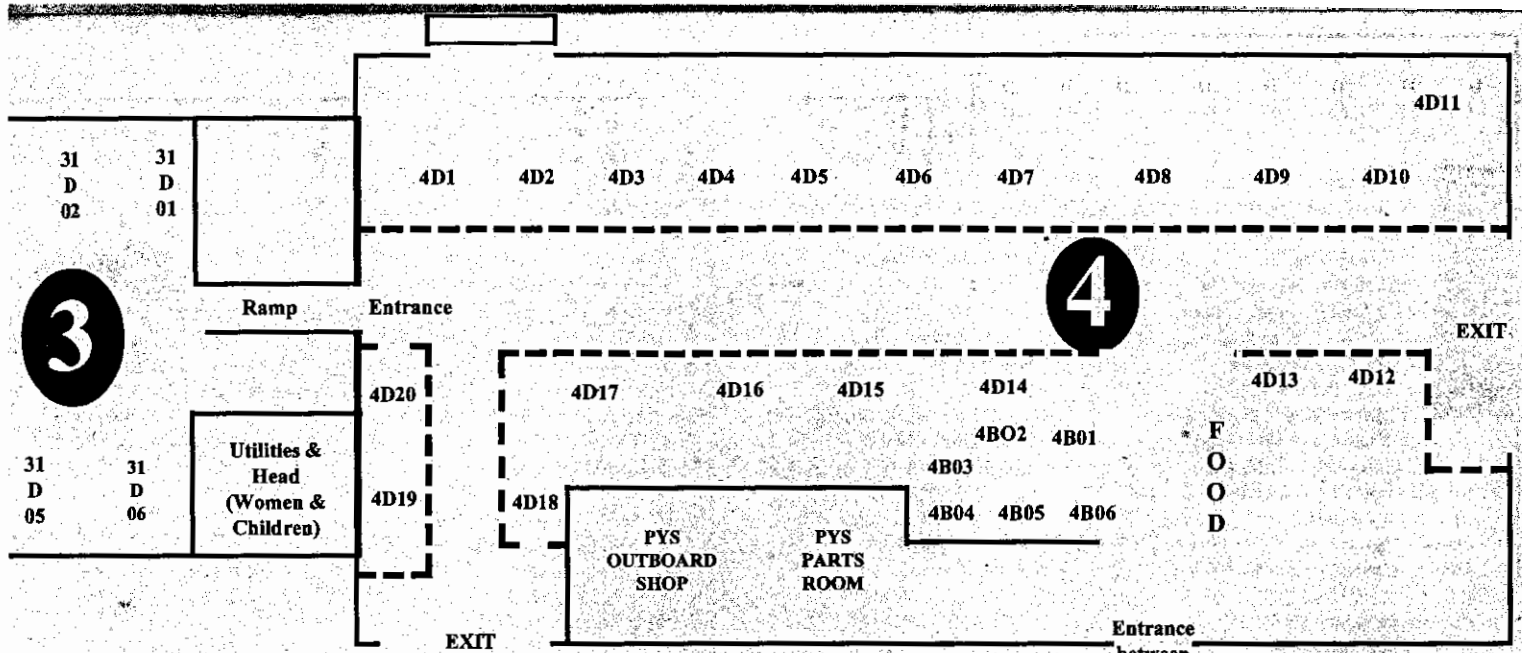 4D11
31
D
02
31
D
01
4D1 4D2 4D3 4D4 4D5 4D6 4D7 4D8 4D9 4D10
3
Ramp
Entrance
4
EXIT
4D20
4D17 4D16 4D15 4D14
4D13 4D12
4BO2 4B01
4B03
F
O
O
D
31
D
05
31
D
06
Utilities &
Head
(Women &
Children)
4D19
4D18
4B04 4B05 4B06
PYS
OUTBOARD
SHOP
PYS
PARTS
ROOM
EXIT
Entrance
between